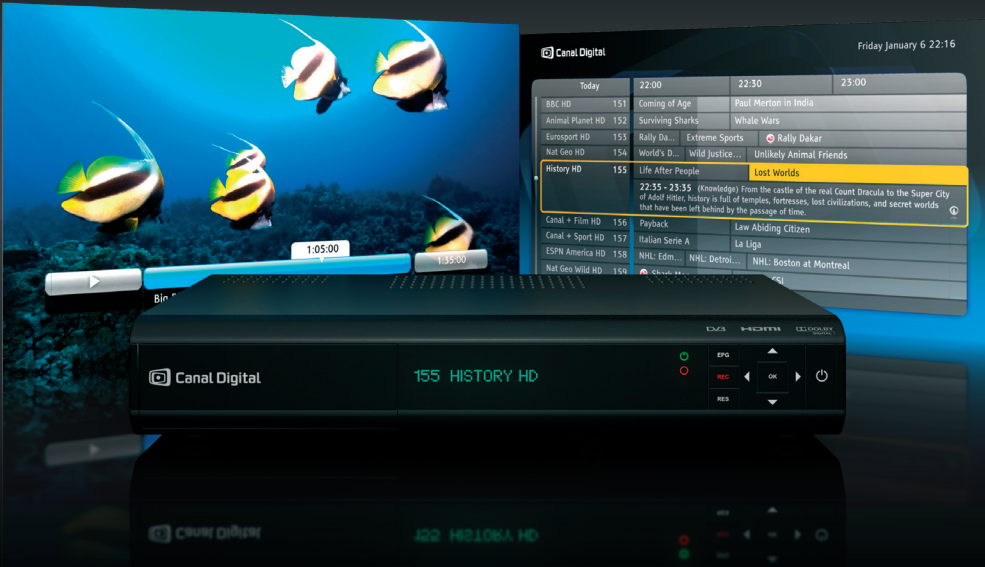 Canal Digital
Friday January 6 22:16
Today 22:00 22:30 23:00
BBC HD 151 Coming of Age Paul Merton in India
Animal Planet HD 152 Surviving Sharks Whale Wars
Eurosport HD 153 Rally Da... Extreme Sports Rally Dakar
Nat Geo HD 154 World's D... Wild Justice... Unlikely Animal Friends
History HD 155 Life After People Lost Worlds
22:35 - 23:35 (Knowledge) From the castle of the real Count Dracula to the Super City
of Adolf Hitler, history is full of temples, fortresses, lost civilizations, and secret worlds
that have been left behind by the passage of time.
Canal + Film HD 156 Payback Law Abiding Citizen
Canal + Sport HD 157 Italian Serie A La Liga
ESPN America HD 158 NHL: Edm... NHL: Detroi... NHL: Boston at Montreal
Nat Geo Wild HD 159 Shark
CSI
1:05:00
1:35:00
Big
DVB HDMI DOLBY
DIGITAL
Canal Digital
155 HISTORY HD
EPG
REC OK
RES